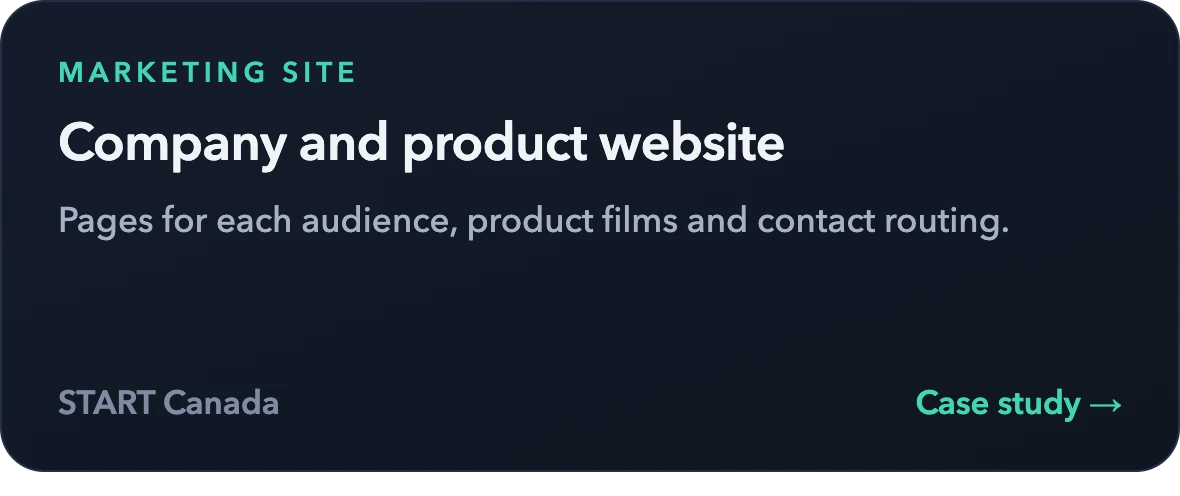 MARKETING SITE
Company and product website
Pages for each audience, product films and contact routing.
START Canada
Case study →